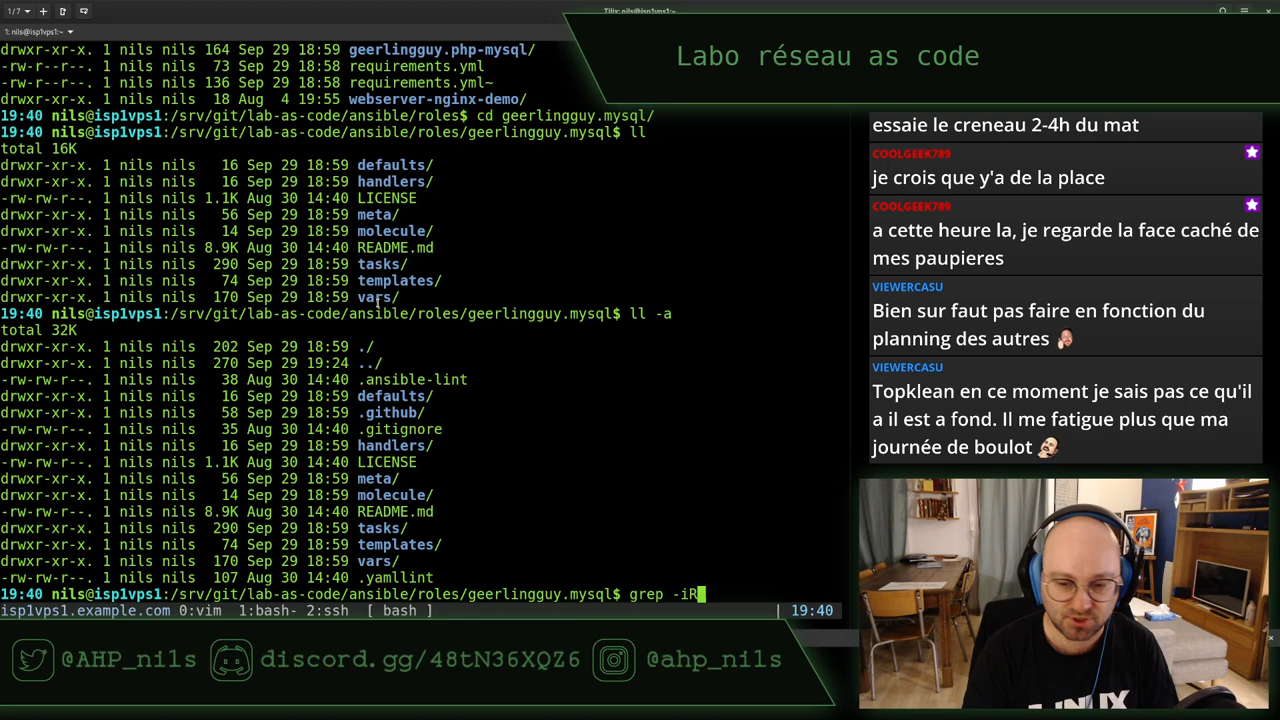 1/7
Tilix: nils@isp1vps1:~
1: nils@isp1vps1:~
drwxr-xr-x. 1 nils nils 164 Sep 29 18:59 geerlingguy.php-mysql/
-rw-r--r--. 1 nils nils 73 Sep 29 18:58 requirements.yml
-rw-r--r--. 1 nils nils 136 Sep 29 18:58 requirements.yml~
drwxr-xr-x. 1 nils nils 18 Aug 4 19:55 webserver-nginx-demo/
19:40 nils@isp1vps1:/srv/git/lab-as-code/ansible/roles$ cd geerlingguy.mysql/
19:40 nils@isp1vps1:/srv/git/lab-as-code/ansible/roles/geerlingguy.mysql$ ll
total 16K
drwxr-xr-x. 1 nils nils 16 Sep 29 18:59 defaults/
drwxr-xr-x. 1 nils nils 16 Sep 29 18:59 handlers/
-rw-rw-r--. 1 nils nils 1.1K Aug 30 14:40 LICENSE
drwxr-xr-x. 1 nils nils 56 Sep 29 18:59 meta/
drwxr-xr-x. 1 nils nils 14 Sep 29 18:59 molecule/
-rw-rw-r--. 1 nils nils 8.9K Aug 30 14:40 README.md
drwxr-xr-x. 1 nils nils 290 Sep 29 18:59 tasks/
drwxr-xr-x. 1 nils nils 74 Sep 29 18:59 templates/
drwxr-xr-x. 1 nils nils 170 Sep 29 18:59 vars/
19:40 nils@isp1vps1:/srv/git/lab-as-code/ansible/roles/geerlingguy.mysql$ ll -a
total 32K
drwxr-xr-x. 1 nils nils 202 Sep 29 18:59 ./
drwxr-xr-x. 1 nils nils 270 Sep 29 19:24 ../
-rw-rw-r--. 1 nils nils 38 Aug 30 14:40 .ansible-lint
drwxr-xr-x. 1 nils nils 16 Sep 29 18:59 defaults/
drwxr-xr-x. 1 nils nils 58 Sep 29 18:59 .github/
-rw-rw-r--. 1 nils nils 35 Aug 30 14:40 .gitignore
drwxr-xr-x. 1 nils nils 16 Sep 29 18:59 handlers/
-rw-rw-r--. 1 nils nils 1.1K Aug 30 14:40 LICENSE
drwxr-xr-x. 1 nils nils 56 Sep 29 18:59 meta/
drwxr-xr-x. 1 nils nils 14 Sep 29 18:59 molecule/
-rw-rw-r--. 1 nils nils 8.9K Aug 30 14:40 README.md
drwxr-xr-x. 1 nils nils 290 Sep 29 18:59 tasks/
drwxr-xr-x. 1 nils nils 74 Sep 29 18:59 templates/
drwxr-xr-x. 1 nils nils 170 Sep 29 18:59 vars/
-rw-rw-r--. 1 nils nils 107 Aug 30 14:40 .yamllint
19:40 nils@isp1vps1:/srv/git/lab-as-code/ansible/roles/geerlingguy.mysql$ grep -iR
isp1vps1.example.com 0:vim 1:bash- 2:ssh [ bash ] | 19:40
Labo réseau as code
essaie le creneau 2-4h du mat
COOLGEEK789
je crois que y'a de la place
COOLGEEK789
a cette heure la, je regarde la face caché de
mes paupieres
VIEWERCASU
Bien sur faut pas faire en fonction du
planning des autres
VIEWERCASU
Topklean en ce moment je sais pas ce qu'il
a il est a fond. Il me fatigue plus que ma
journée de boulot
LINUX
@AHP_nils discord.gg/48tN36XQZ6 @ahp_nils